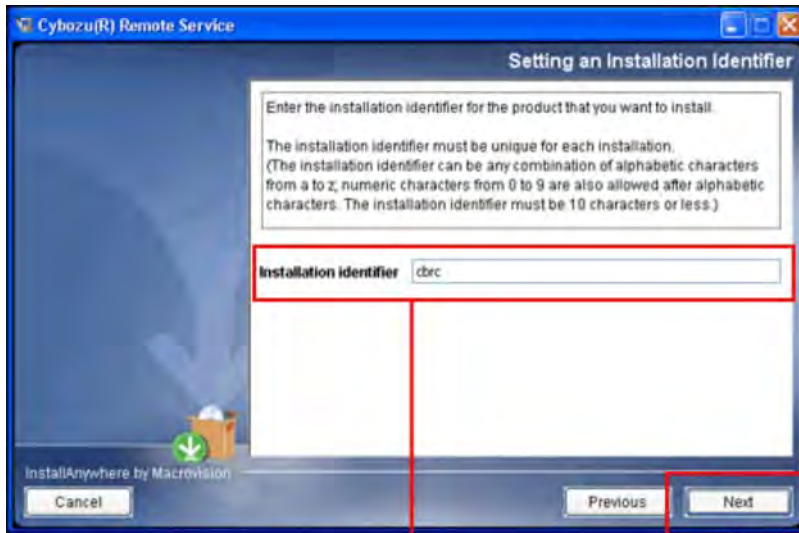 Cybozu(R) Remote Service
Setting an Installation Identifier
Enter the installation identifier for the product that you want to install.
The installation identifier must be unique for each installation.
(The installation identifier can be any combination of alphabetic characters
from a to z; numeric characters from 0 to 9 are also allowed after alphabetic
characters. The installation identifier must be 10 characters or less.)
Installation identifier cbrc
InstallAnywhere by Macrovision
Cancel Previous Next